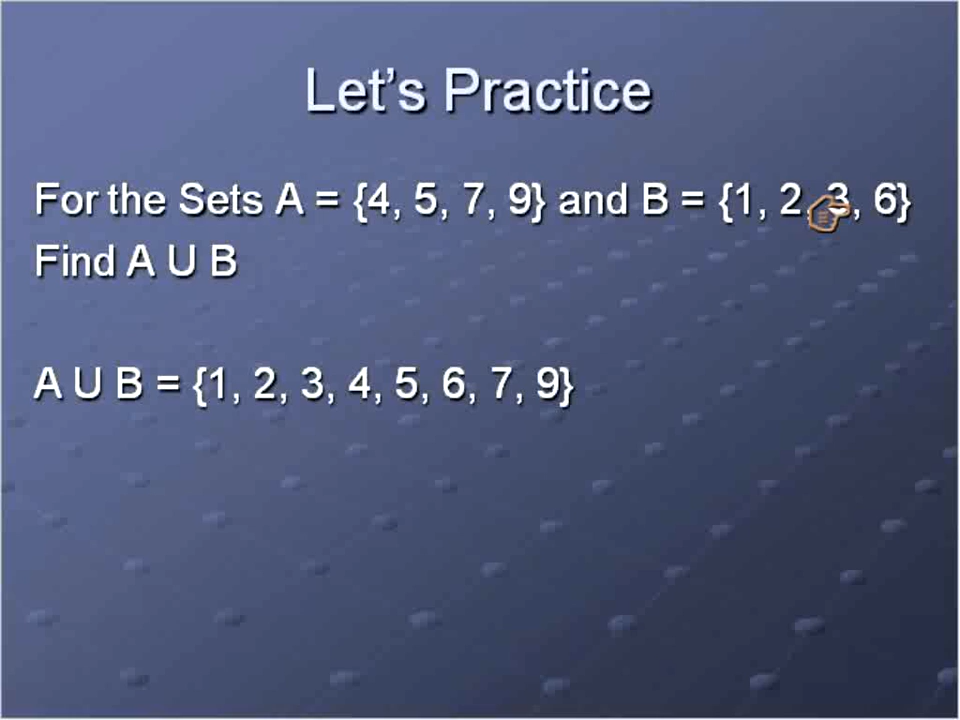 Let's Practice
For the Sets A = {4, 5, 7, 9} and B = {1, 2, 3, 6}
Find A U B
A U B = {1, 2, 3, 4, 5, 6, 7, 9}